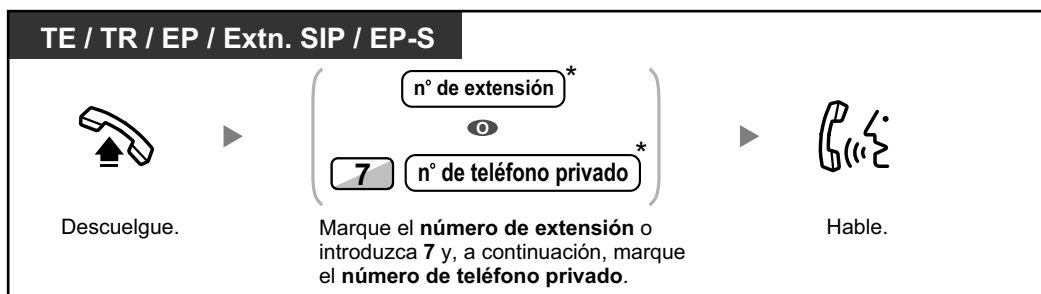 TE / TR / EP / Extn. SIP / EP-S
n° de extensión*
O
7 n° de teléfono privado*
Descuelgue.
Marque el número de extensión o
introduzca 7 y, a continuación, marque
el número de teléfono privado.
Hable.